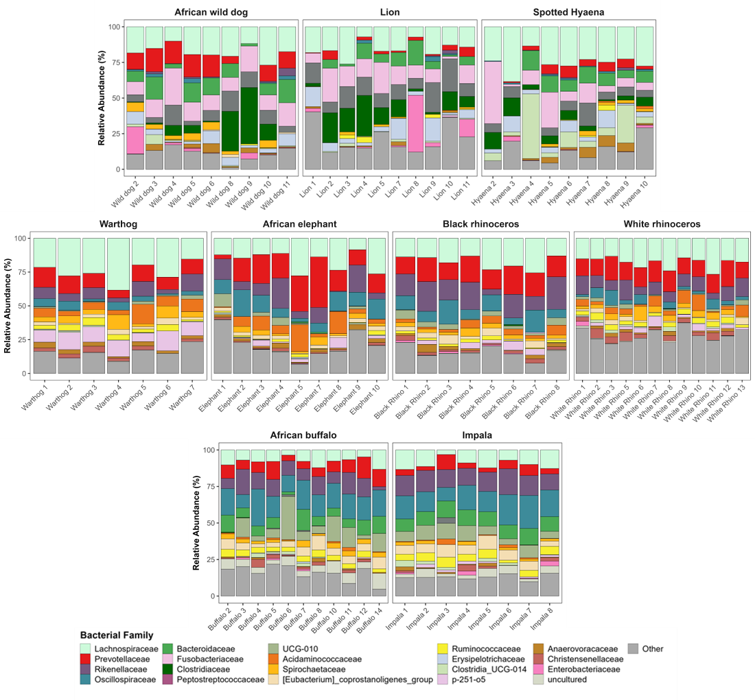 African wild dog
Lion
Spotted Hyaena
Relative Abundance (%)
100
75
50
25
0
Wild dog 2
Wild dog 3
Wild dog 4
Wild dog 5
Wild dog 6
Wild dog 8
Wild dog 9
Wild dog 10
Wild dog 11
Lion 1
Lion 2
Lion 3
Lion 4
Lion 5
Lion 7
Lion 8
Lion 9
Lion 10
Lion 11
Hyaena 2
Hyaena 3
Hyaena 4
Hyaena 5
Hyaena 6
Hyaena 7
Hyaena 8
Hyaena 9
Hyaena 10
Warthog
African elephant
Black rhinoceros
White rhinoceros
Relative Abundance (%)
100
75
50
25
0
Warthog 1
Warthog 2
Warthog 3
Warthog 4
Warthog 5
Warthog 6
Warthog 7
Elephant 1
Elephant 2
Elephant 3
Elephant 4
Elephant 5
Elephant 7
Elephant 8
Elephant 9
Elephant 10
Black Rhino 1
Black Rhino 2
Black Rhino 3
Black Rhino 4
Black Rhino 5
Black Rhino 6
Black Rhino 7
Black Rhino 8
White Rhino 1
White Rhino 2
White Rhino 3
White Rhino 5
White Rhino 6
White Rhino 7
White Rhino 8
White Rhino 9
White Rhino 10
White Rhino 11
White Rhino 12
White Rhino 13
African buffalo
Impala
Relative Abundance (%)
100
75
50
25
0
Buffalo 2
Buffalo 3
Buffalo 4
Buffalo 5
Buffalo 6
Buffalo 7
Buffalo 8
Buffalo 10
Buffalo 11
Buffalo 12
Buffalo 14
Impala 1
Impala 2
Impala 3
Impala 4
Impala 5
Impala 6
Impala 7
Impala 8
Bacterial Family
Lachnospiraceae
Bacteroidaceae
UCG-010
Ruminococcaceae
Anaerovoracaceae
Other
Prevotellaceae
Fusobacteriaceae
Acidaminococcaceae
Erysipelotrichaceae
Christensenellaceae
Rikenellaceae
Clostridiaceae
Spirochaetaceae
Clostridia_UCG-014
Enterobacteriaceae
Oscillospiraceae
Peptostreptococcaceae
[Eubacterium]_coprostanoligenes_group
p-251-o5
uncultured